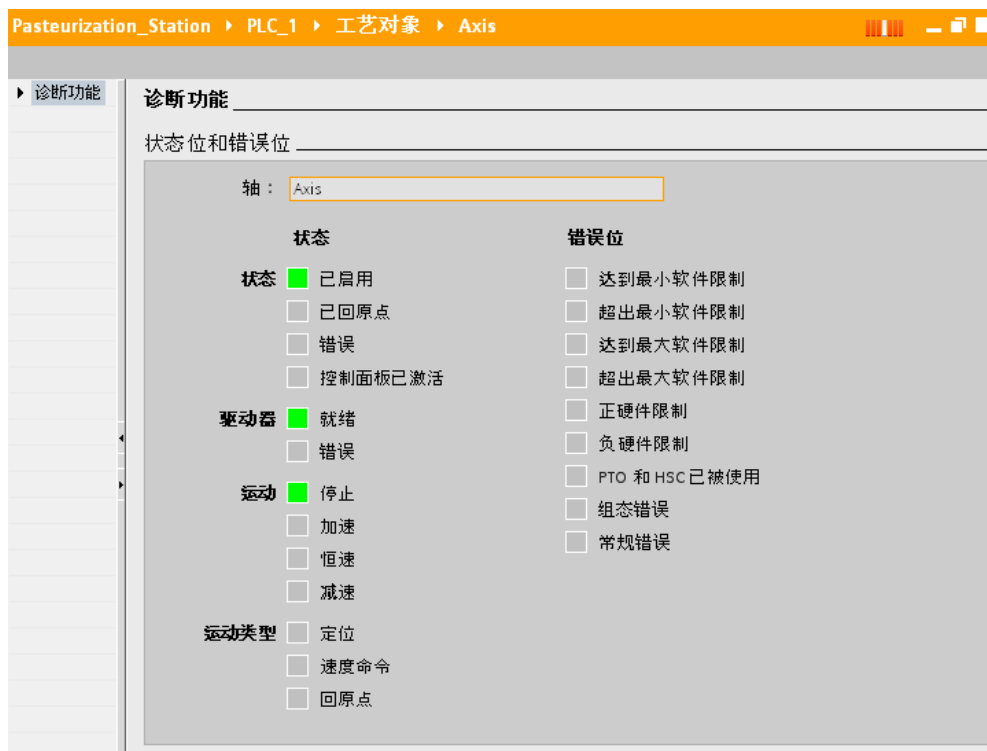 Pasteurization_Station ▸ PLC_1 ▸ 工艺对象 ▸ Axis
诊断功能
诊断功能
状态位和错误位
轴： Axis
状态 错误位
状态 已启用 达到最小软件限制
已回原点 超出最小软件限制
错误 达到最大软件限制
控制面板已激活 超出最大软件限制
驱动器 就绪 正硬件限制
错误 负硬件限制
PTO 和 HSC 已被使用
运动 停止 组态错误
加速 常规错误
恒速
减速
运动类型 定位
速度命令
回原点